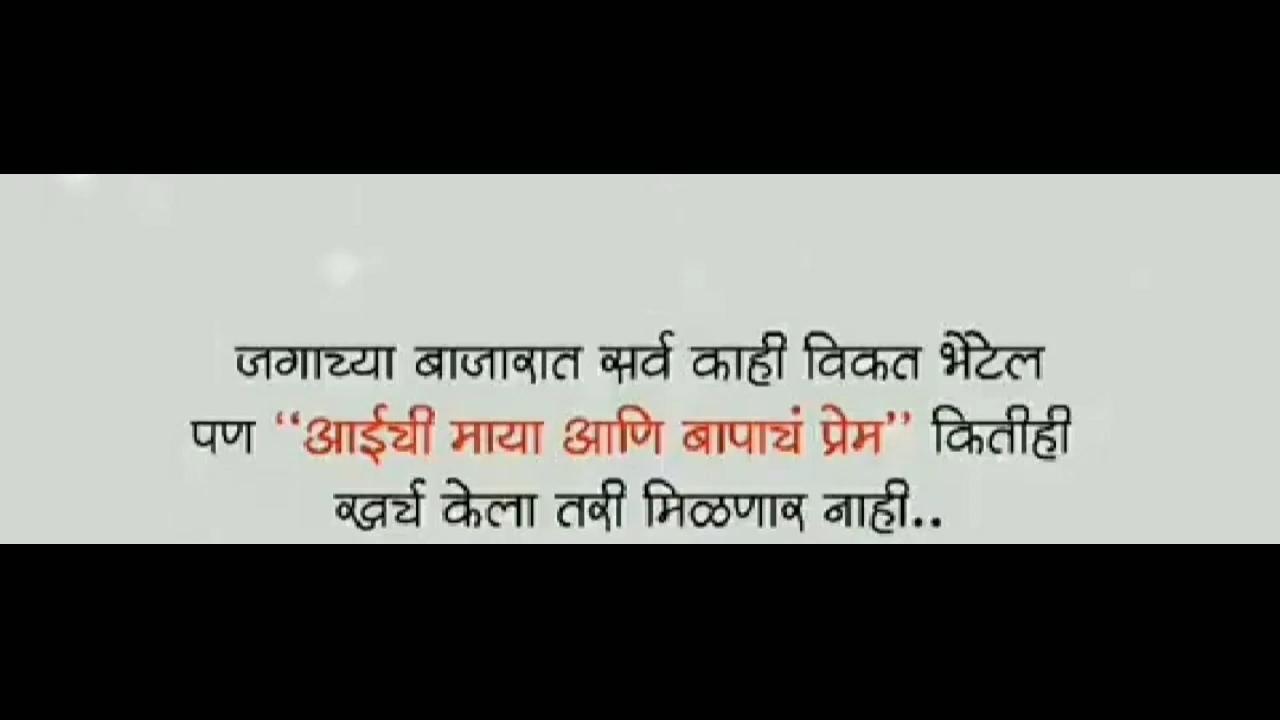 जगाच्या बाजारात सर्व काही विकत भेटेल
पण “आईची माया आणि बापाचं प्रेम” कितीही
खर्च केला तरी मिळणार नाही..